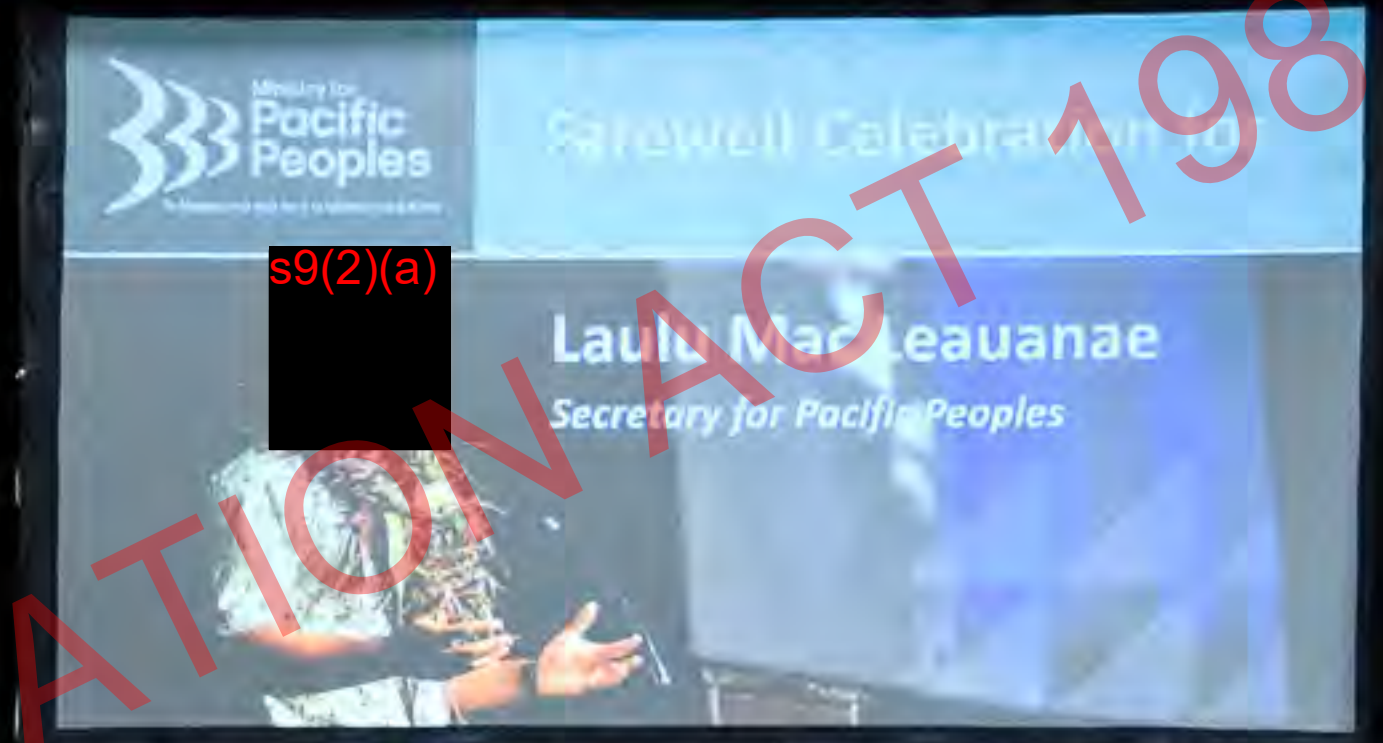 Ministry for
Pacific
Peoples
Farewell Celebration for
s9(2)(a)
Laulu Mac Leauanae
Secretary for Pacific Peoples
ATION ACT 198